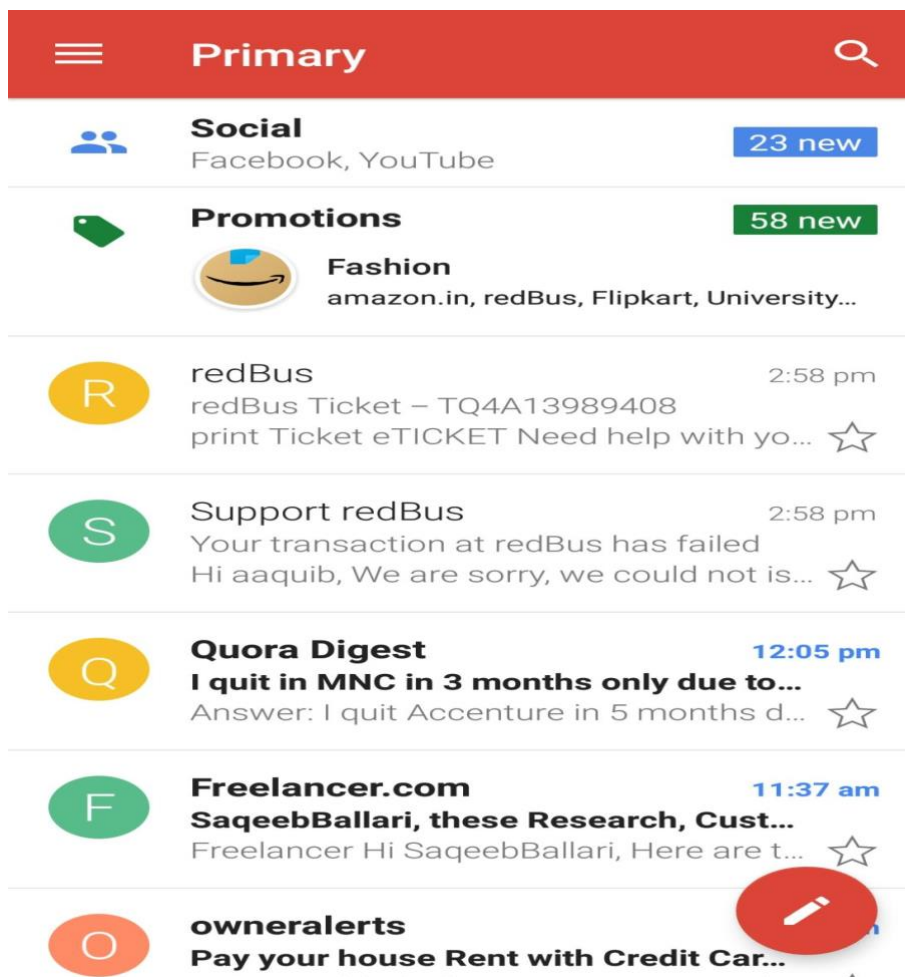 Primary
Social
23 new
Facebook, YouTube
Promotions
58 new
Fashion
amazon.in, redBus, Flipkart, University...
R
redBus
2:58 pm
redBus Ticket – TQ4A13989408
print Ticket eTICKET Need help with yo...
S
Support redBus
2:58 pm
Your transaction at redBus has failed
Hi aaquib, We are sorry, we could not is...
Q
Quora Digest
12:05 pm
I quit in MNC in 3 months only due to...
Answer: I quit Accenture in 5 months d...
F
Freelancer.com
11:37 am
SaqeebBallari, these Research, Cust...
Freelancer Hi SaqeebBallari, Here are t...
O
owneralerts
Pay your house Rent with Credit Car...